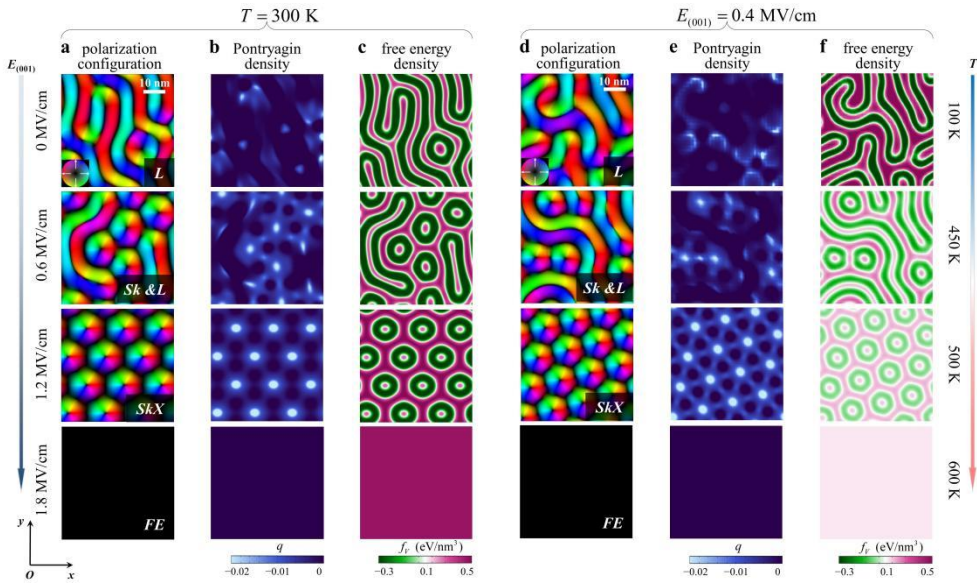 T = 300 K
E(001) = 0.4 MV/cm
a
b
c
d
e
f
polarization configuration
Pontryagin density
free energy density
polarization configuration
Pontryagin density
free energy density
E(001)
T
10 nm
10 nm
0 MV/cm
L
L
100 K
0.6 MV/cm
Sk &L
Sk &L
450 K
1.2 MV/cm
SkX
SkX
500 K
1.8 MV/cm
FE
FE
600 K
y
O
x
q
−0.02 −0.01 0
fV (eV/nm³)
−0.3 0.1 0.5
q
−0.02 −0.01 0
fV (eV/nm³)
−0.3 0.1 0.5